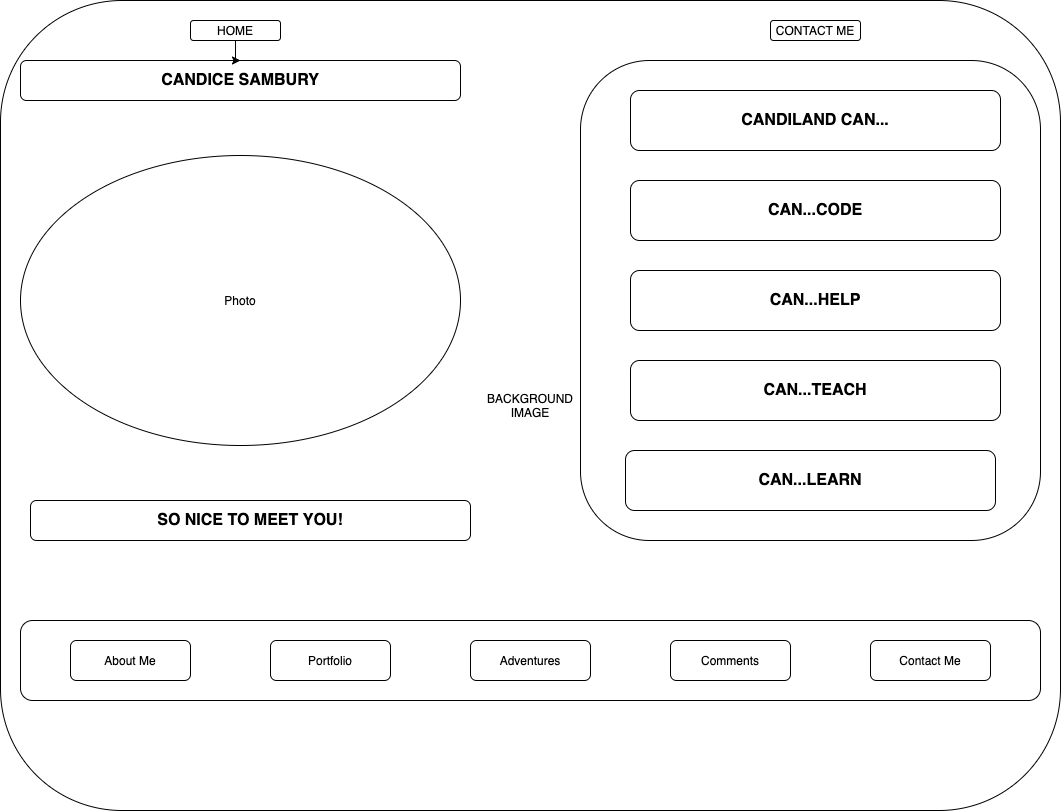 HOME
CONTACT ME
CANDICE SAMBURY
CANDILAND CAN...
CAN...CODE
CAN...HELP
CAN...TEACH
CAN...LEARN
Photo
BACKGROUND
IMAGE
SO NICE TO MEET YOU!
About Me
Portfolio
Adventures
Comments
Contact Me